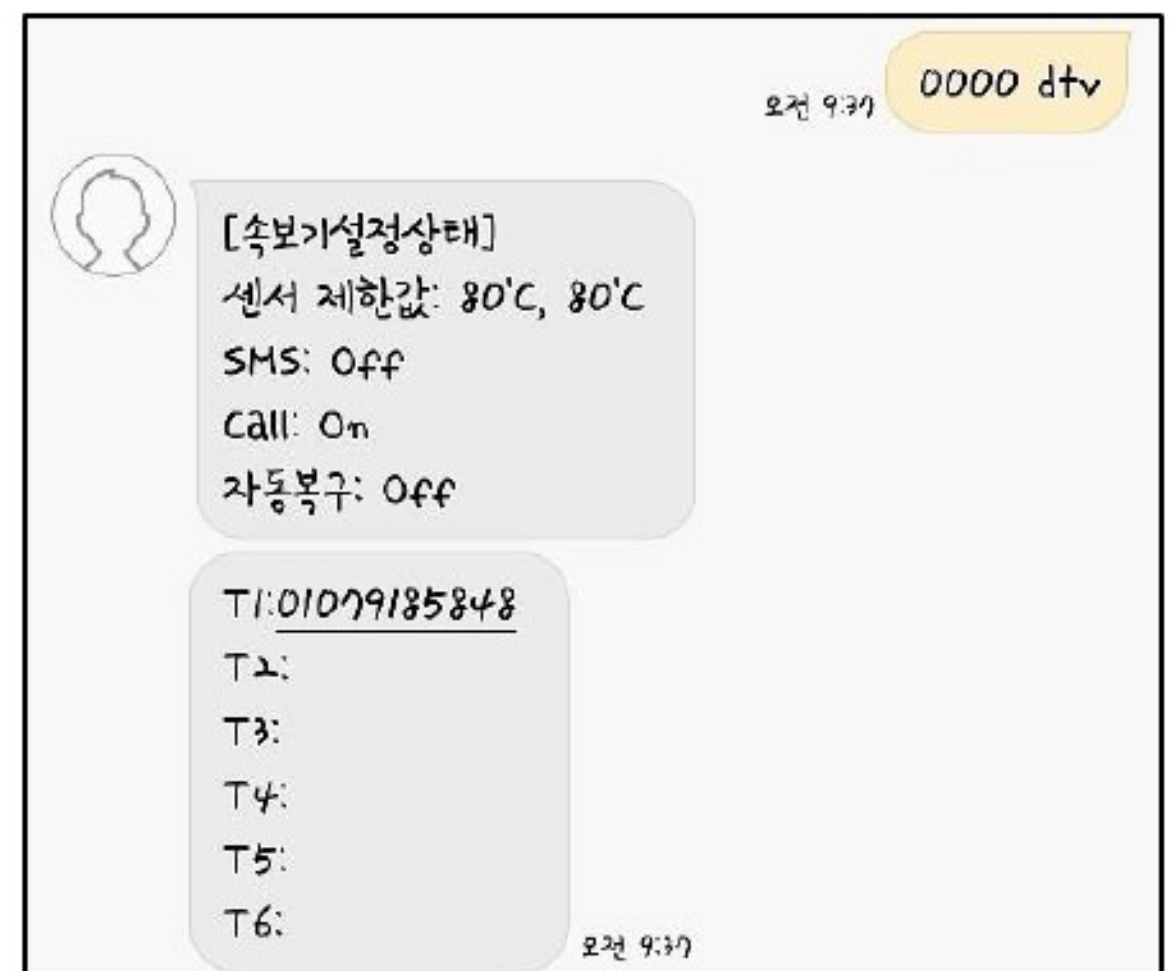 0000 dtv
오전 9:37
[속보기설정상태]
센서 제한값: 80'C, 80'C
SMS: Off
Call: On
자동복구: Off
T1:01079185848
T2:
T3:
T4:
T5:
T6:
오전 9:37